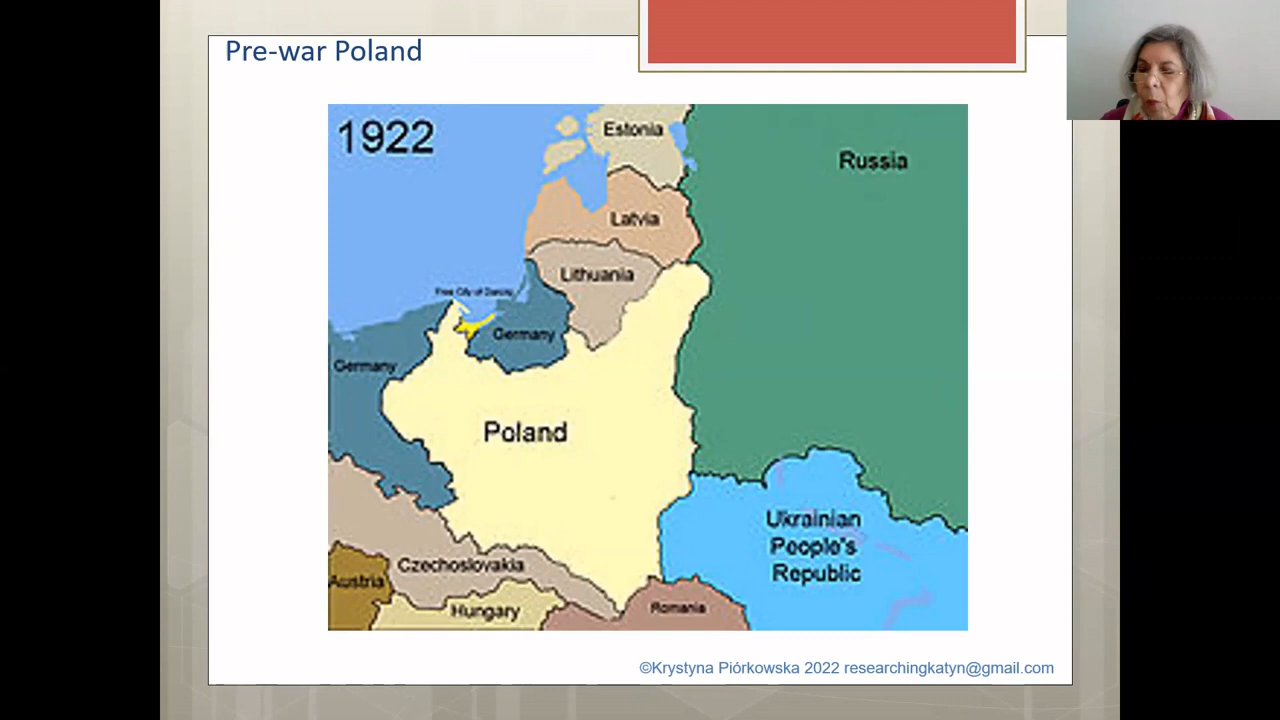 Pre-war Poland
1922
Estonia
Russia
Latvia
Lithuania
Free City of Danzig
Germany
Germany
Poland
Ukrainian
People's
Republic
Czechoslovakia
Austria
Hungary
Romania
©Krystyna Piórkowska 2022 researchingkatyn@gmail.com